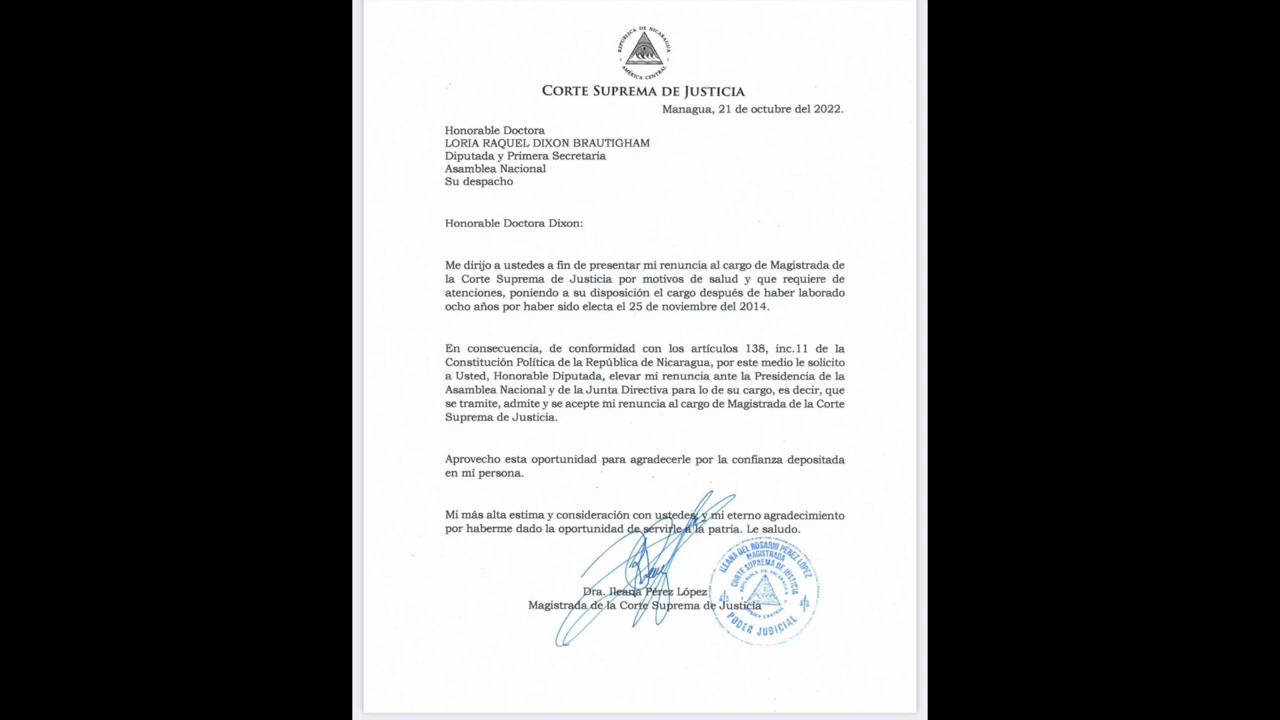 REPÚBLICA DE NICARAGUA
AMÉRICA CENTRAL
CORTE SUPREMA DE JUSTICIA
Managua, 21 de octubre del 2022.
Honorable Doctora
LORIA RAQUEL DIXON BRAUTIGHAM
Diputada y Primera Secretaria
Asamblea Nacional
Su despacho
Honorable Doctora Dixon:
Me dirijo a ustedes a fin de presentar mi renuncia al cargo de Magistrada de
la Corte Suprema de Justicia por motivos de salud y que requiere de
atenciones, poniendo a su disposición el cargo después de haber laborado
ocho años por haber sido electa el 25 de noviembre del 2014.
En consecuencia, de conformidad con los artículos 138, inc.11 de la
Constitución Política de la República de Nicaragua, por este medio le solicito
a Usted, Honorable Diputada, elevar mi renuncia ante la Presidencia de la
Asamblea Nacional y de la Junta Directiva para lo de su cargo, es decir, que
se tramite, admite y se acepte mi renuncia al cargo de Magistrada de la Corte
Suprema de Justicia.
Aprovecho esta oportunidad para agradecerle por la confianza depositada
en mí persona.
Mi más alta estima y consideración con ustedes, y mi eterno agradecimiento
por haberme dado la oportunidad de servirle a la patria. Le saludo.
Dra. Ileana Pérez López
Magistrada de la Corte Suprema de Justicia
ILEANA DEL ROSARIO PÉREZ LÓPEZ
MAGISTRADA
CORTE SUPREMA DE JUSTICIA
REPÚBLICA DE NICARAGUA
AMÉRICA CENTRAL
PODER JUDICIAL